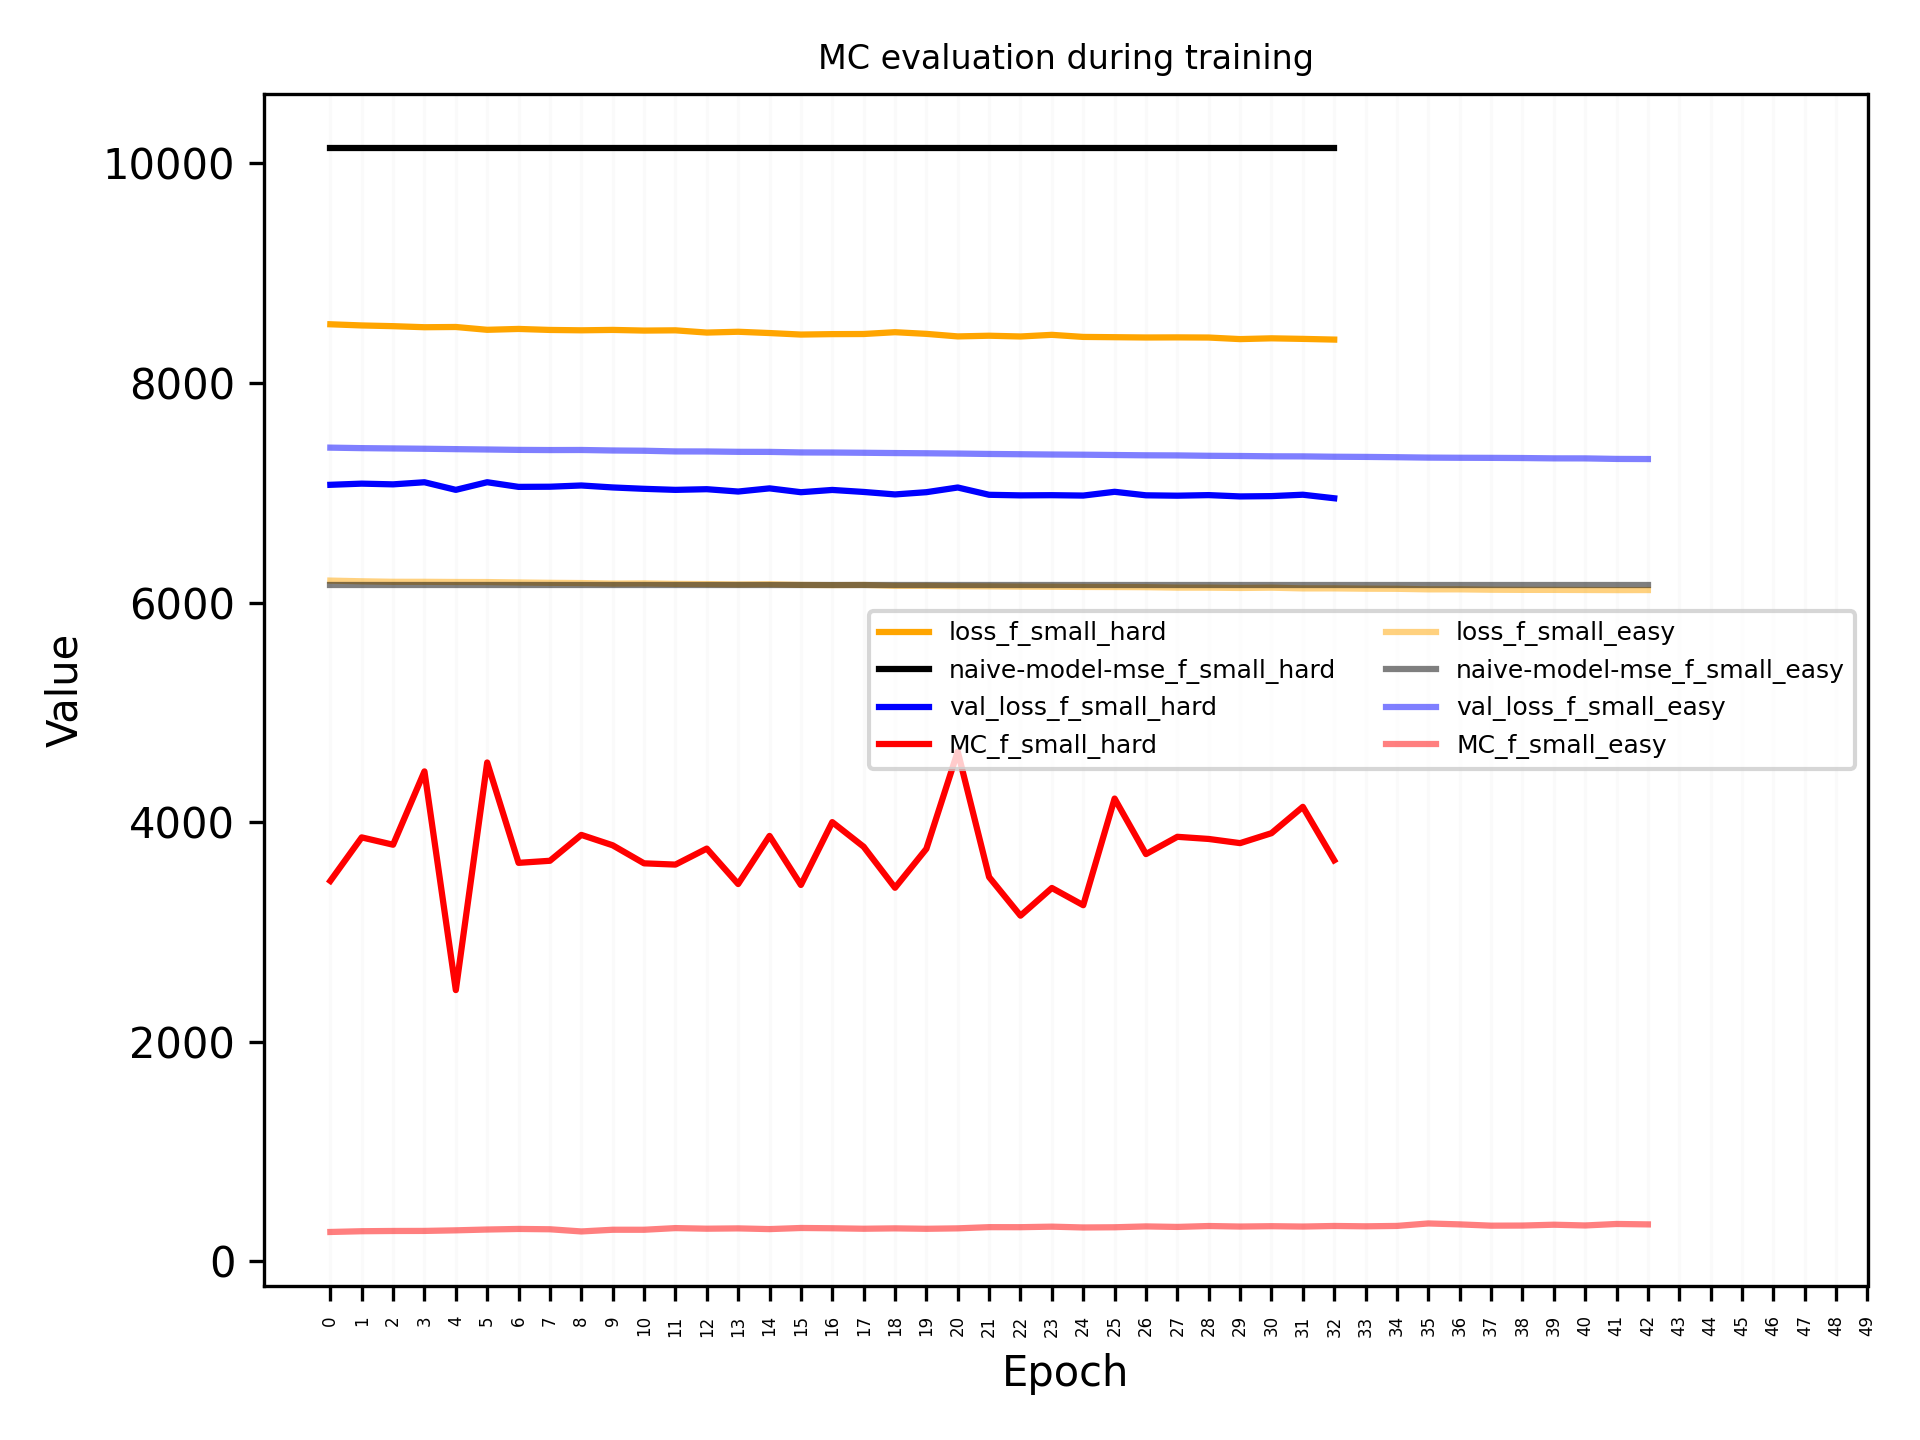 MC evaluation during training
Value
10000
8000
6000
4000
2000
0
loss_f_small_hard
naive-model-mse_f_small_hard
val_loss_f_small_hard
MC_f_small_hard
loss_f_small_easy
naive-model-mse_f_small_easy
val_loss_f_small_easy
MC_f_small_easy
0 1 2 3 4 5 6 7 8 9 10 11 12 13 14 15 16 17 18 19 20 21 22 23 24 25 26 27 28 29 30 31 32 33 34 35 36 37 38 39 40 41 42 43 44 45 46 47 48 49
Epoch